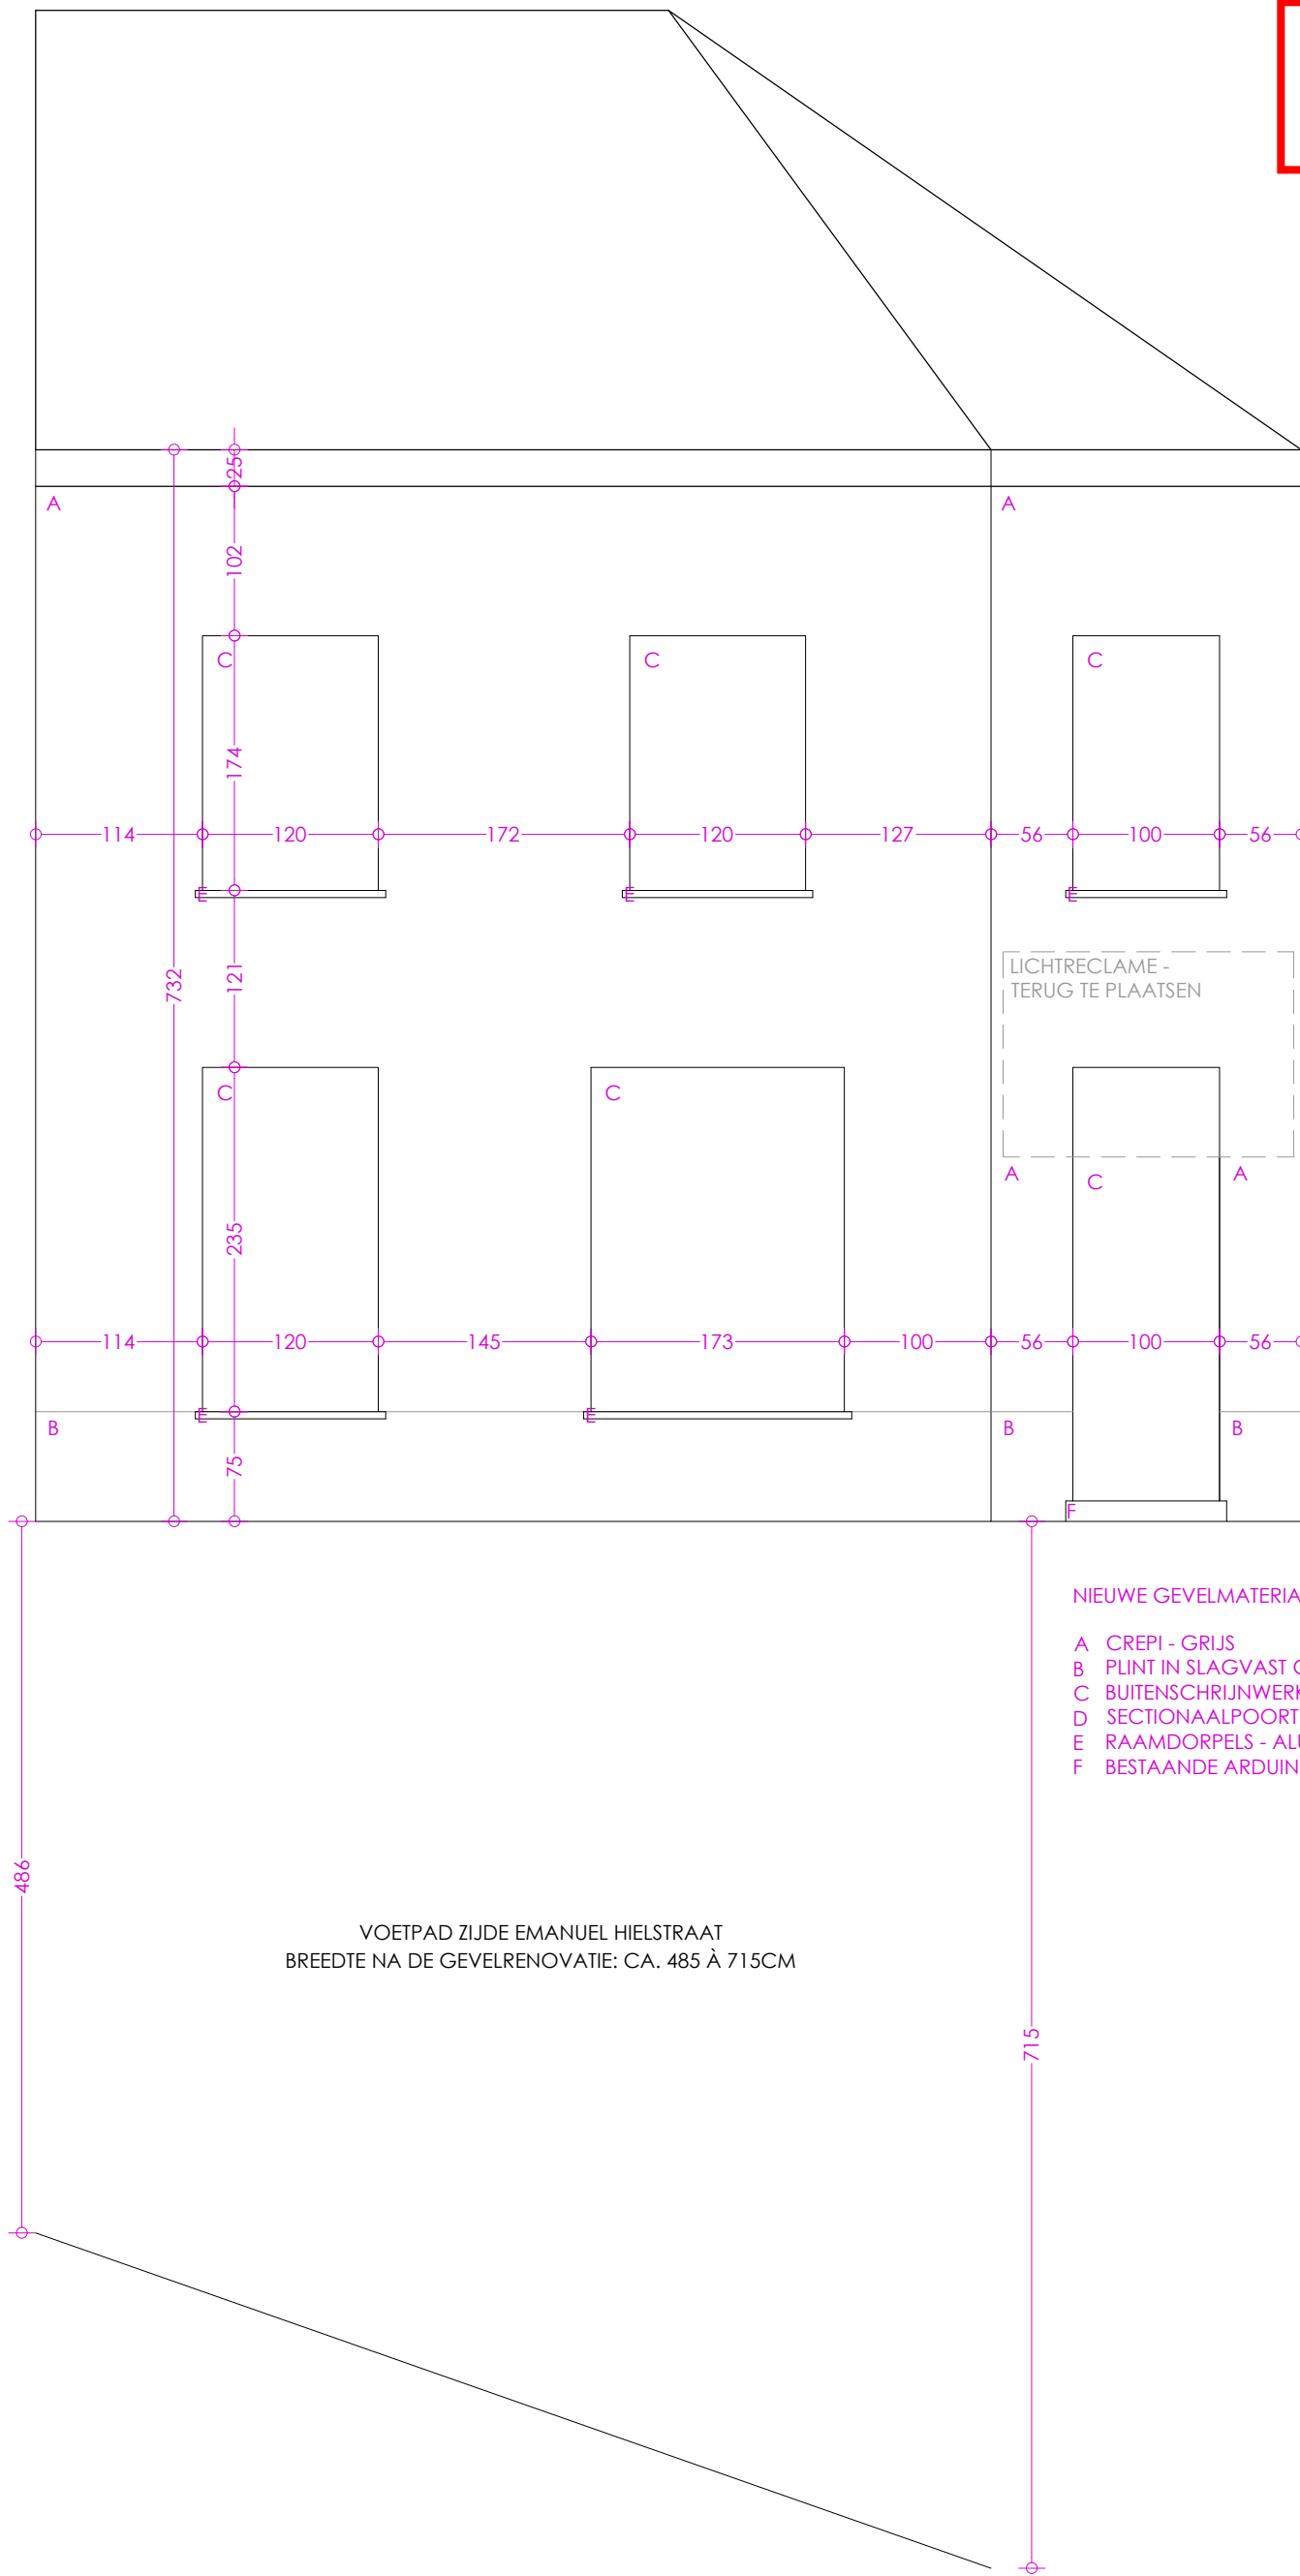 25
A
A
102
C
C
C
174
114
120
172
120
127
56
100
56
E
E
E
732
121
LICHTRECLAME -
TERUG TE PLAATSEN
C
C
A
C
A
235
114
120
145
173
100
56
100
56
E
E
B
B
B
75
F
NIEUWE GEVELMATERIA
A CREPI - GRIJS
B PLINT IN SLAGVAST
C BUITENSCHRIJNWERK
D SECTIONAALPOORT
E RAAMDORPELS - ALU
F BESTAANDE ARDUIN
486
VOETPAD ZIJDE EMANUEL HIELSTRAAT
BREEDTE NA DE GEVELRENOVATIE: CA. 485 À 715CM
715